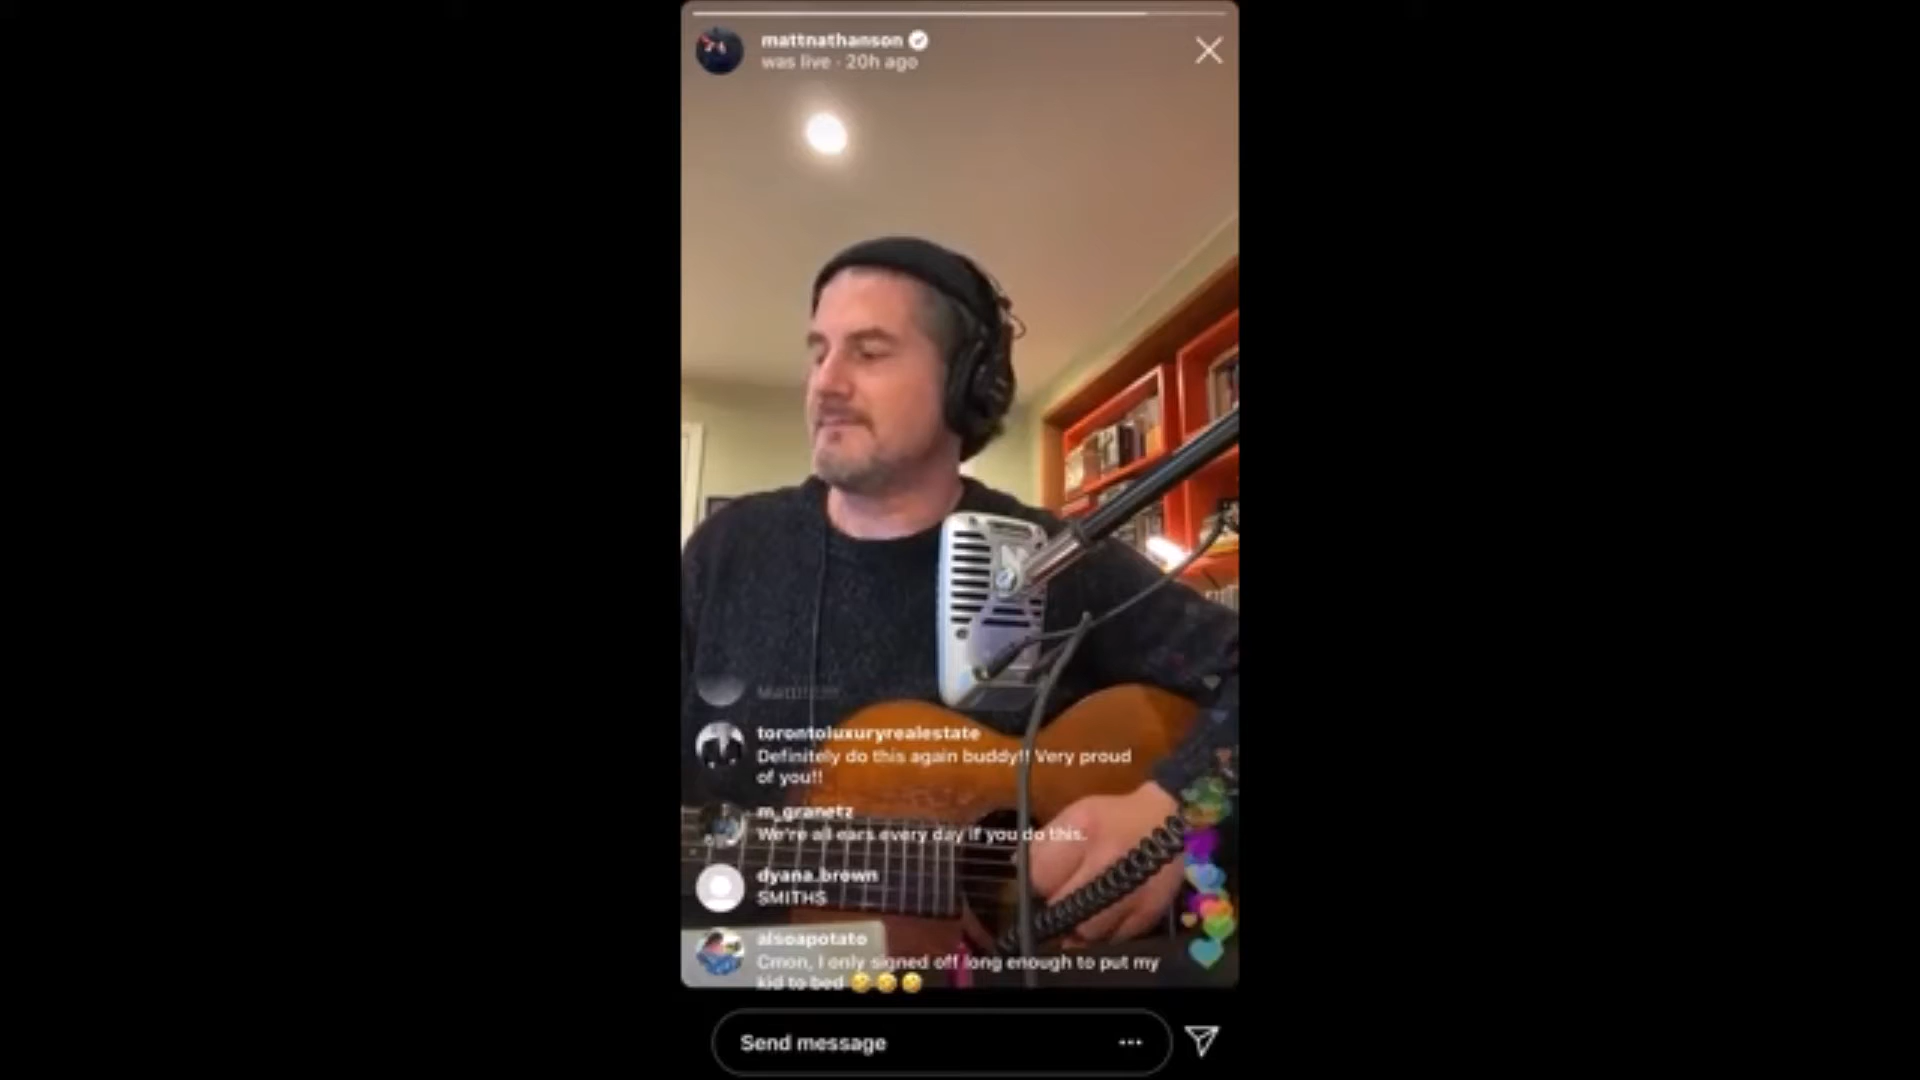 mattnathanson
was live · 20h ago
torontoluxuryrealestate
Definitely do this again buddy!! Very proud
of you!!
m_granetz
We're all ears every day if you do this.
dyana.brown
SMITHS
alsoapotato
Cmon, I only signed off long enough to put my
kid to bed 🤣🤣🤣
Send message